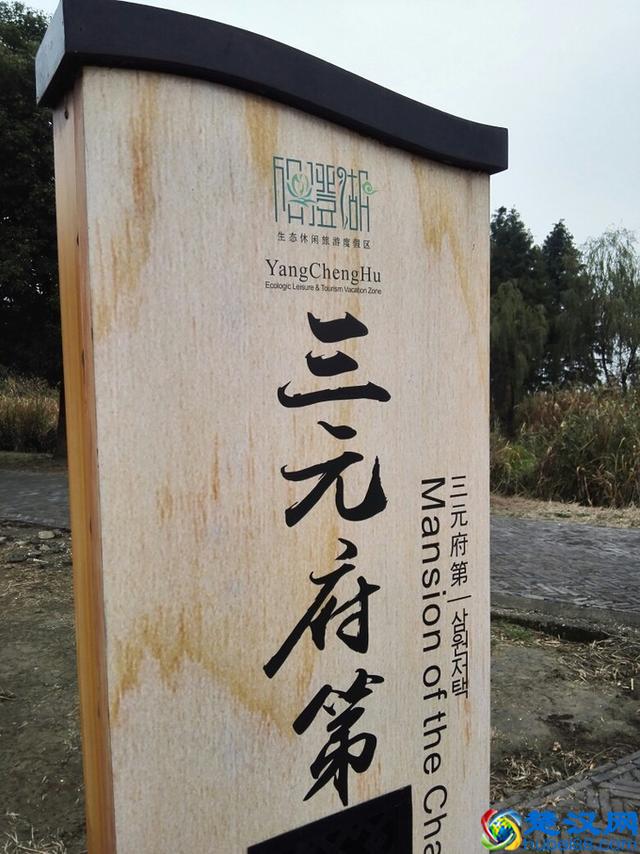 阳澄湖
生态休闲旅游度假区
YangChengHu
Ecologic Leisure & Tourism Vacation Zone
三元府第
三元府第 | 삼원저택
Mansion of the Cha
楚汉网